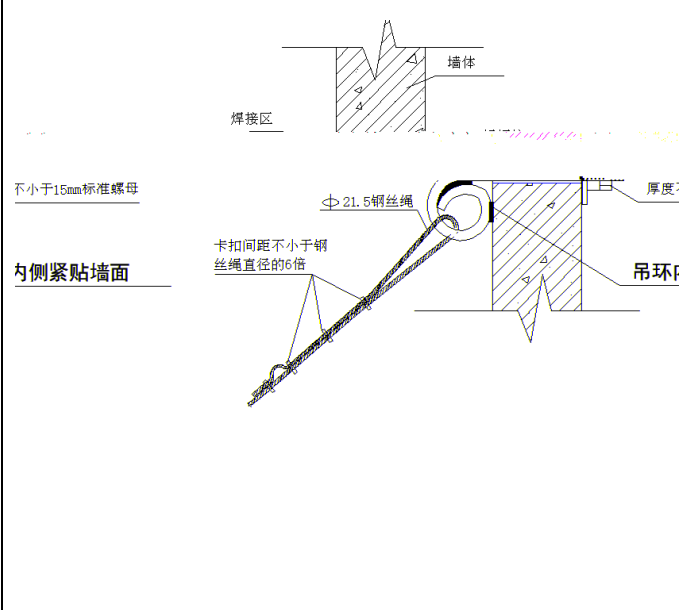 墙体
焊接区
不小于15mm标准螺母
Φ21.5钢丝绳
厚度
卡扣间距不小于钢
丝绳直径的6倍
内侧紧贴墙面
吊环内